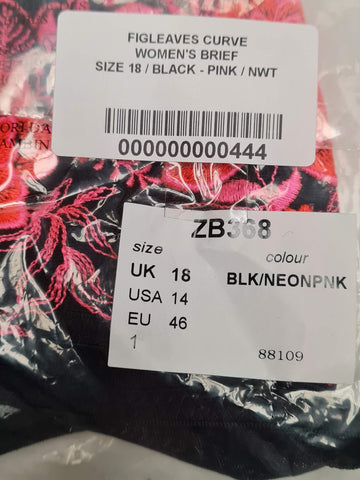 FIGLEAVES CURVE
WOMEN'S BRIEF
SIZE 18 / BLACK - PINK / NWT
000000000444
ZB368
size
colour
UK 18
BLK/NEONPNK
USA 14
EU 46
1
88109